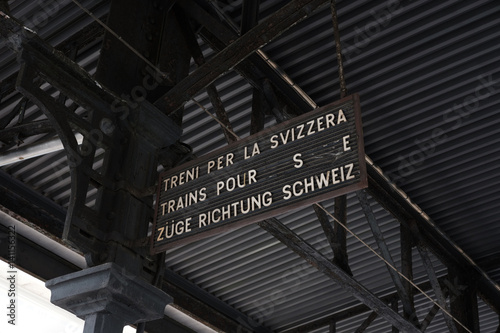 TRENI PER LA SVIZZERA
TRAINS POUR S E
ZÜGE RICHTUNG SCHWEIZ